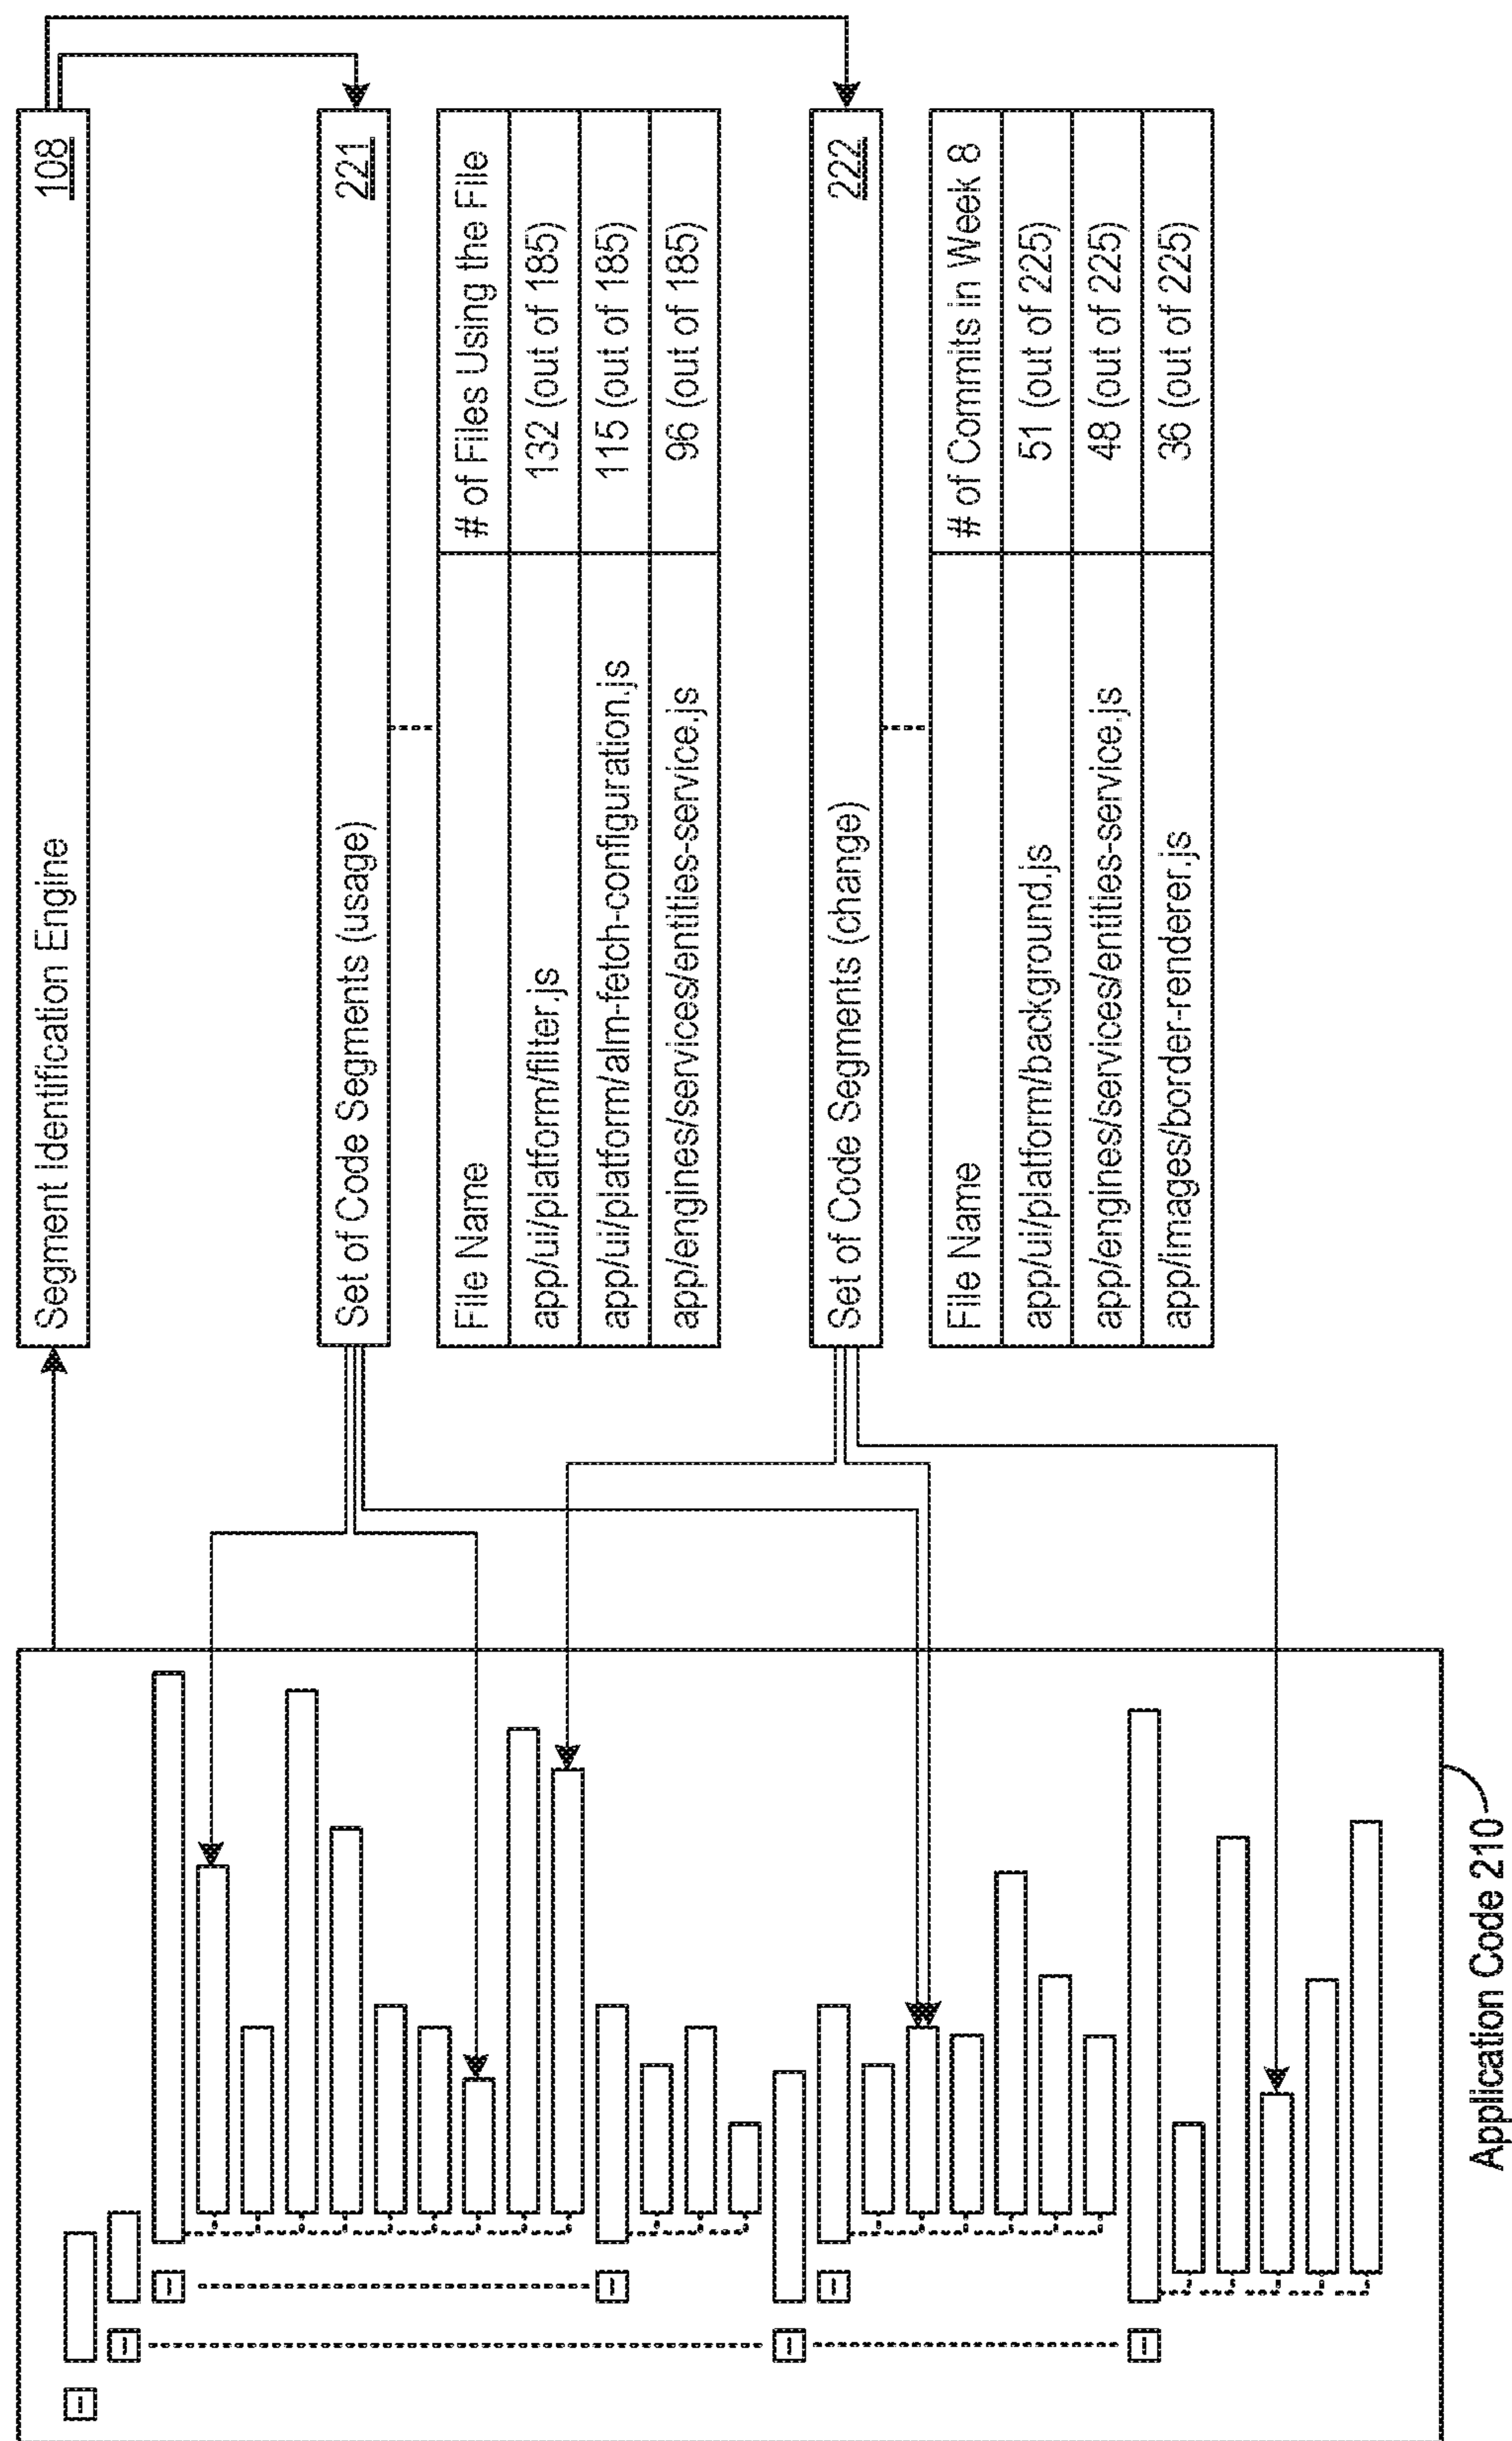 Segment Identification Engine 108
Set of Code Segments (usage) 221
File Name # of Files Using the File
app/ui/platform/filter.js 132 (out of 185)
app/ui/platform/alm-fetch-configuration.js 115 (out of 185)
app/engines/services/entities-service.js 96 (out of 185)
Set of Code Segments (change) 222
File Name # of Commits in Week 8
app/ui/platform/background.js 51 (out of 225)
app/engines/services/entities-service.js 48 (out of 225)
app/images/border-renderer.js 36 (out of 225)
Application Code 210